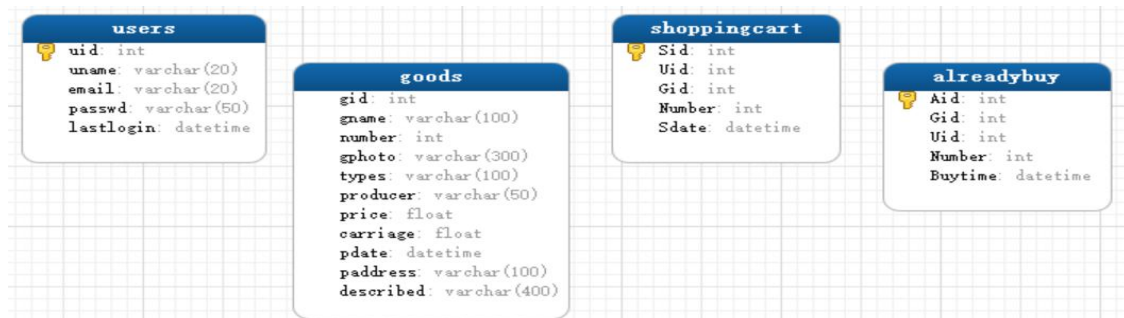 users
uid: int
uname: varchar(20)
email: varchar(20)
passwd: varchar(50)
lastlogin: datetime
goods
gid: int
gname: varchar(100)
number: int
gphoto: varchar(300)
types: varchar(100)
producer: varchar(50)
price: float
carriage: float
pdate: datetime
paddress: varchar(100)
described: varchar(400)
shoppingcart
Sid: int
Uid: int
Gid: int
Number: int
Sdate: datetime
alreadybuy
Aid: int
Gid: int
Uid: int
Number: int
Buytime: datetime